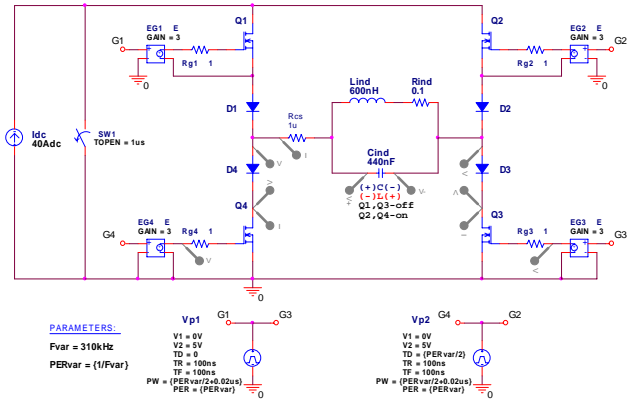 Q1
Q2
EG1 E
GAIN = 3
G1
Rg1 1
0
EG2 E
GAIN = 3
G2
Rg2 1
0
Lind
600nH
Rind
0.1
D1
D2
Rcs
1u
Idc
40Adc
SW1
TOPEN = 1us
Cind
440nF
D4
D3
V
I
V
V
V+
V-
(+)C(-)
(-)L(+)
Q1,Q3-off
Q2,Q4-on
V
I
V
I
Q4
Q3
EG4 E
GAIN = 3
G4
Rg4 1
V
0
EG3 E
GAIN = 3
G3
Rg3 1
V
0
0
PARAMETERS:
Fvar = 310kHz
PERvar = {1/Fvar}
G1
G3
Vp1
V1 = 0V
V2 = 5V
TD = 0
TR = 100ns
TF = 100ns
PW = {PERvar/2+0.02us}
PER = {PERvar}
0
G4
G2
Vp2
V1 = 0V
V2 = 5V
TD = {PERvar/2}
TR = 100ns
TF = 100ns
PW = {PERvar/2+0.02us}
PER = {PERvar}
0